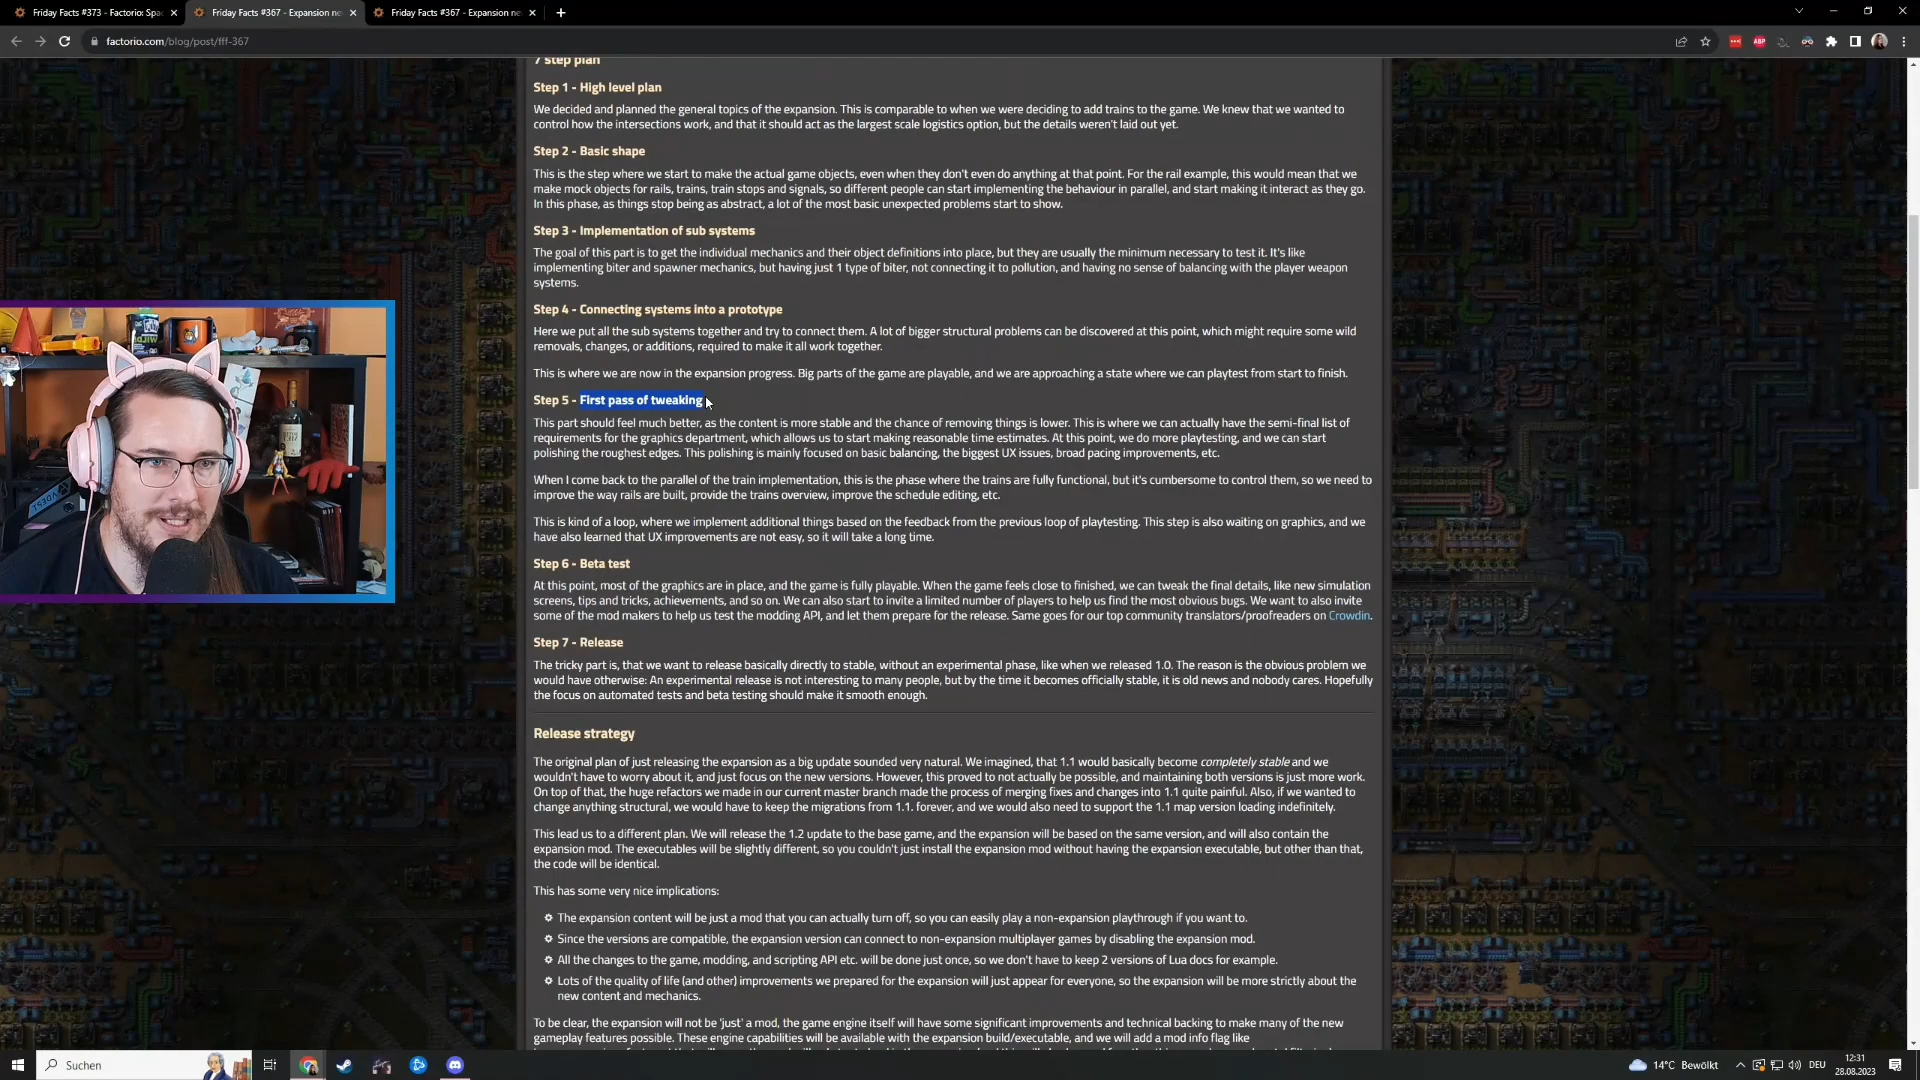 Friday Facts #373 - Factorio: Spac
Friday Facts #367 - Expansion ne
Friday Facts #367 - Expansion ne
factorio.com/blog/post/fff-367
7 step plan
Step 1 - High level plan
We decided and planned the general topics of the expansion. This is comparable to when we were deciding to add trains to the game. We knew that we wanted to
control how the intersections work, and that it should act as the largest scale logistics option, but the details weren't laid out yet.
Step 2 - Basic shape
This is the step where we start to make the actual game objects, even when they don't even do anything at that point. For the rail example, this would mean that we
make mock objects for rails, trains, train stops and signals, so different people can start implementing the behaviour in parallel, and start making it interact as they go.
In this phase, as things stop being as abstract, a lot of the most basic unexpected problems start to show.
Step 3 - Implementation of sub systems
The goal of this part is to get the individual mechanics and their object definitions into place, but they are usually the minimum necessary to test it. It's like
implementing biter and spawner mechanics, but having just 1 type of biter, not connecting it to pollution, and having no sense of balancing with the player weapon
systems.
Step 4 - Connecting systems into a prototype
Here we put all the sub systems together and try to connect them. A lot of bigger structural problems can be discovered at this point, which might require some wild
removals, changes, or additions, required to make it all work together.
This is where we are now in the expansion progress. Big parts of the game are playable, and we are approaching a state where we can playtest from start to finish.
Step 5 - First pass of tweaking
This part should feel much better, as the content is more stable and the chance of removing things is lower. This is where we can actually have the semi-final list of
requirements for the graphics department, which allows us to start making reasonable time estimates. At this point, we do more playtesting, and we can start
polishing the roughest edges. This polishing is mainly focused on basic balancing, the biggest UX issues, broad pacing improvements, etc.
When I come back to the parallel of the train implementation, this is the phase where the trains are fully functional, but it's cumbersome to control them, so we need to
improve the way rails are built, provide the trains overview, improve the schedule editing, etc.
This is kind of a loop, where we implement additional things based on the feedback from the previous loop of playtesting. This step is also waiting on graphics, and we
have also learned that UX improvements are not easy, so it will take a long time.
Step 6 - Beta test
At this point, most of the graphics are in place, and the game is fully playable. When the game feels close to finished, we can tweak the final details, like new simulation
screens, tips and tricks, achievements, and so on. We can also start to invite a limited number of players to help us find the most obvious bugs. We want to also invite
some of the mod makers to help us test the modding API, and let them prepare for the release. Same goes for our top community translators/proofreaders on Crowdin.
Step 7 - Release
The tricky part is, that we want to release basically directly to stable, without an experimental phase, like when we released 1.0. The reason is the obvious problem we
would have otherwise: An experimental release is not interesting to many people, but by the time it becomes officially stable, it is old news and nobody cares. Hopefully
the focus on automated tests and beta testing should make it smooth enough.
Release strategy
The original plan of just releasing the expansion as a big update sounded very natural. We imagined, that 1.1 would basically become completely stable and we
wouldn't have to worry about it, and just focus on the new versions. However, this proved to not actually be possible, and maintaining both versions is just more work.
On top of that, the huge refactors we made in our current master branch made the process of merging fixes and changes into 1.1 quite painful. Also, if we wanted to
change anything structural, we would have to keep the migrations from 1.1. forever, and we would also need to support the 1.1 map version loading indefinitely.
This lead us to a different plan. We will release the 1.2 update to the base game, and the expansion will be based on the same version, and will also contain the
expansion mod. The executables will be slightly different, so you couldn't just install the expansion mod without having the expansion executable, but other than that,
the code will be identical.
This has some very nice implications:
The expansion content will be just a mod that you can actually turn off, so you can easily play a non-expansion playthrough if you want to.
Since the versions are compatible, the expansion version can connect to non-expansion multiplayer games by disabling the expansion mod.
All the changes to the game, modding, and scripting API etc. will be done just once, so we don't have to keep 2 versions of Lua docs for example.
Lots of the quality of life (and other) improvements we prepared for the expansion will just appear for everyone, so the expansion will be more strictly about the
new content and mechanics.
To be clear, the expansion will not be 'just' a mod, the game engine itself will have some significant improvements and technical backing to make many of the new
gameplay features possible. These engine capabilities will be available with the expansion build/executable, and we will add a mod info flag like
Suchen
14°C Bewölkt
DEU
12:31
28.08.2023